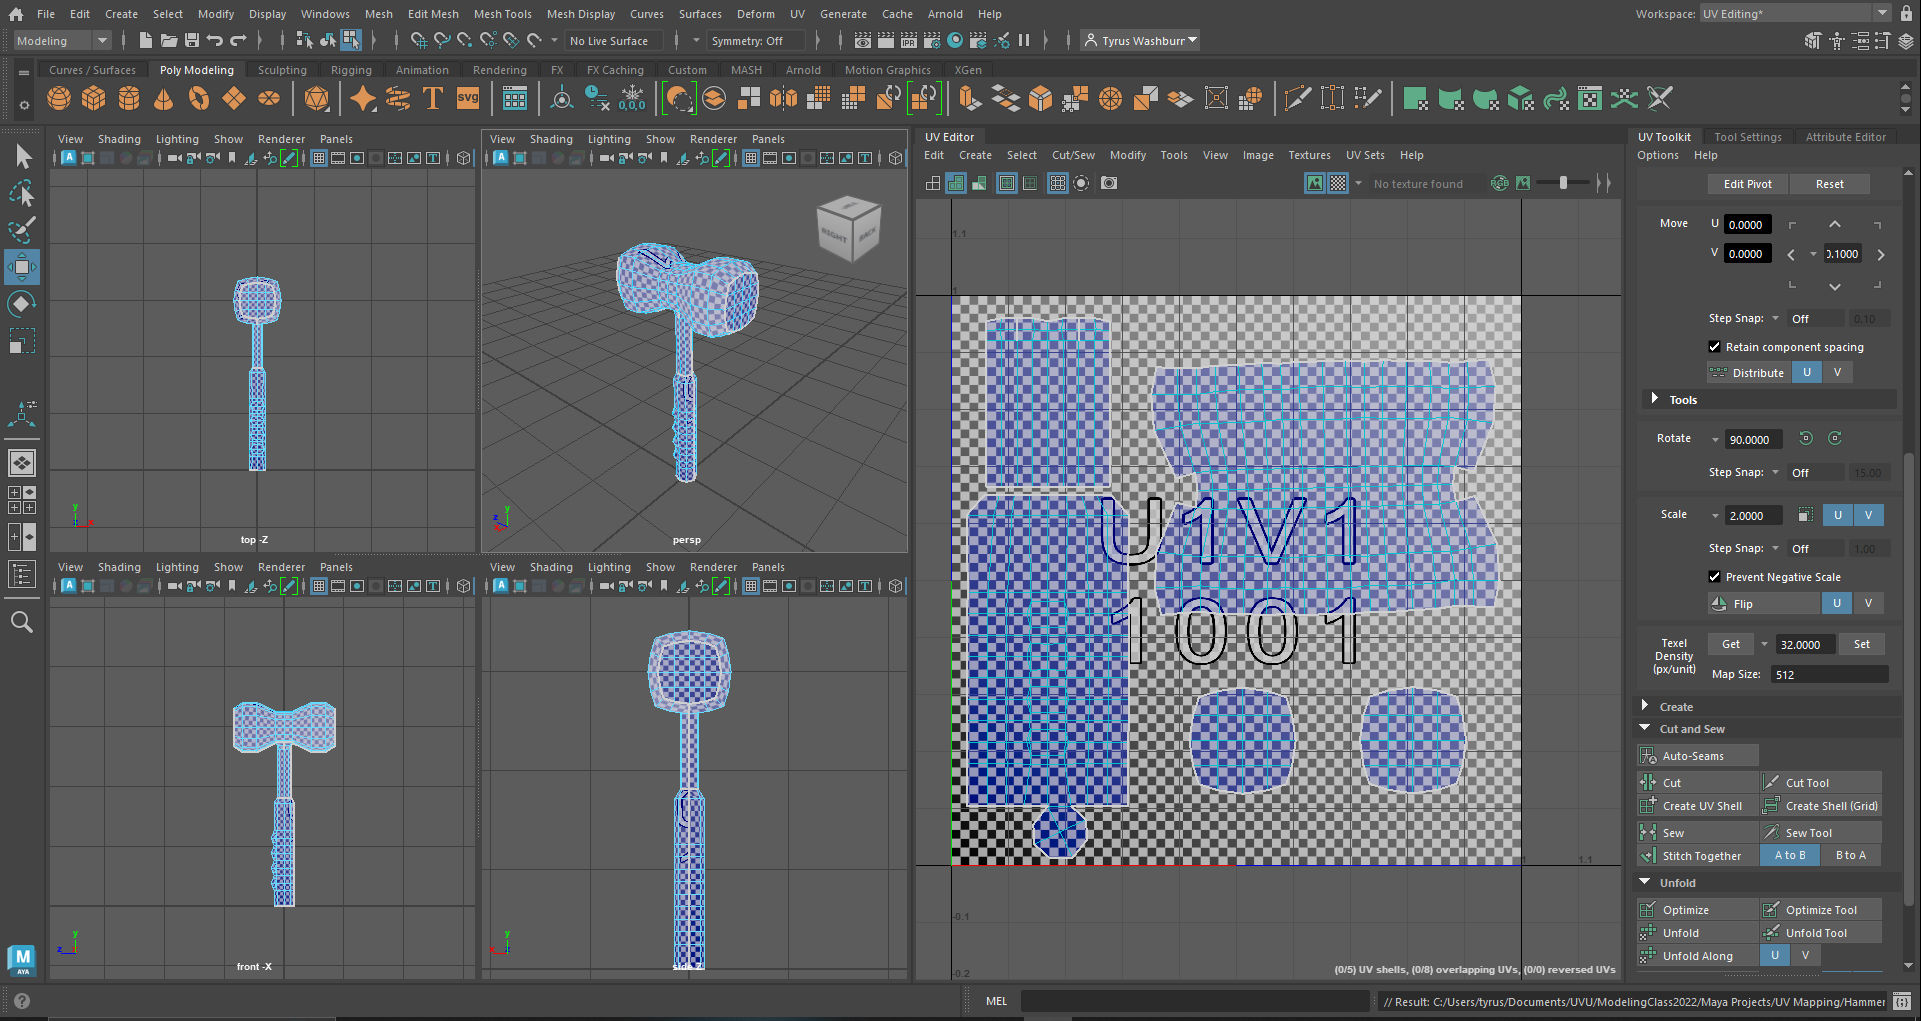 File Edit Create Select Modify Display Windows Mesh Edit Mesh Mesh Tools Mesh Display Curves Surfaces Deform UV Generate Cache Arnold Help Workspace: UV Editing*
Modeling No Live Surface Symmetry: Off IPR Tyrus Washburn
Curves / Surfaces Poly Modeling Sculpting Rigging Animation Rendering FX FX Caching Custom MASH Arnold Motion Graphics XGen
T SVG 0,0,0
View Shading Lighting Show Renderer Panels
RIGHT BACK
top -Z
View Shading Lighting Show Renderer Panels
persp
View Shading Lighting Show Renderer Panels
front -X
View Shading Lighting Show Renderer Panels
side Z
UV Editor
Edit Create Select Cut/Sew Modify Tools View Image Textures UV Sets Help
No texture found RGB
1.1
1
U1V1
1001
1 1.1
-0.1
-0.2
(0/5) UV shells, (0/8) overlapping UVs, (0/0) reversed UVs
UV Toolkit Tool Settings Attribute Editor
Options Help
Edit Pivot Reset
Move U 0.0000
V 0.0000 0.1000
Step Snap: Off 0.10
Retain component spacing
Distribute U V
Tools
Rotate 90.0000
Step Snap: Off 15.00
Scale 2.0000 U V
Step Snap: Off 1.00
Prevent Negative Scale
Flip U V
Texel Density (px/unit) Get 32.0000 Set
Map Size: 512
Create
Cut and Sew
Auto-Seams
Cut Cut Tool
Create UV Shell Create Shell (Grid)
Sew Sew Tool
Stitch Together A to B B to A
Unfold
Optimize Optimize Tool
Unfold Unfold Tool
Unfold Along U V
M
AYA
MEL // Result: C:/Users/tyrus/Documents/UVU/ModelingClass2022/Maya Projects/UV Mapping/Hammer